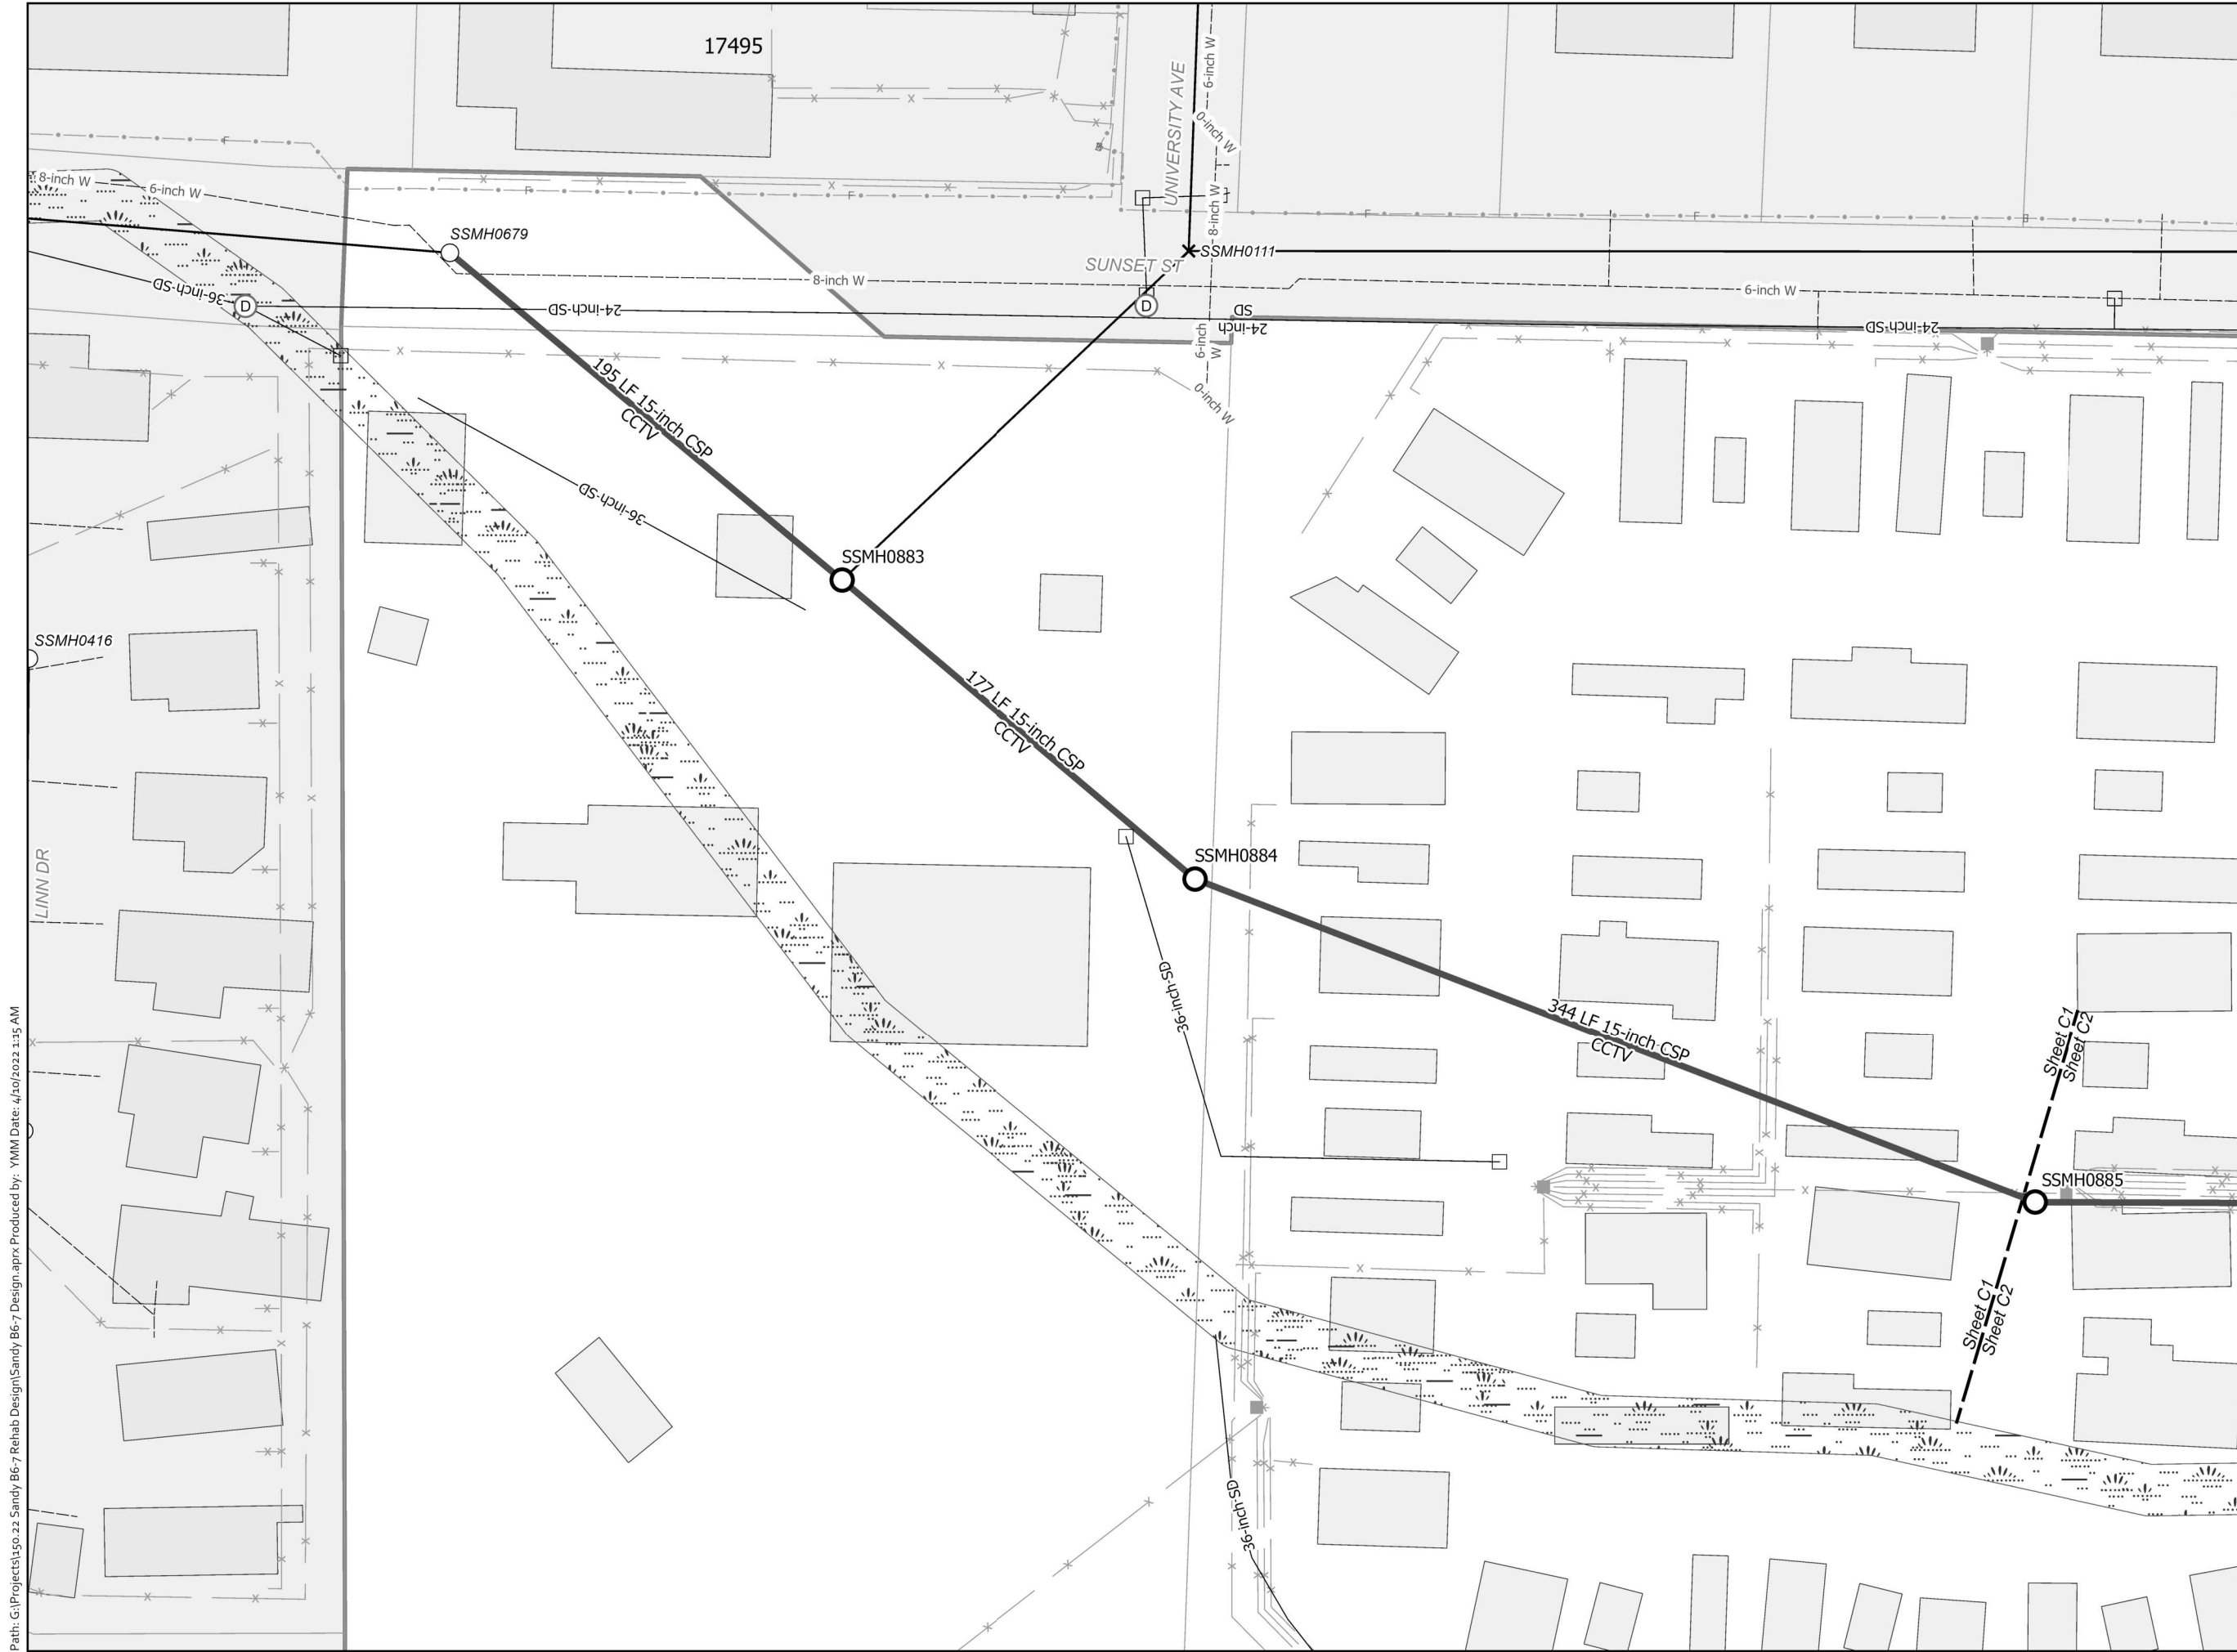 17495
UNIVERSITY AVE
6-inch W
0-inch W
8-inch W
8-inch W
6-inch W
SSMH0679
SSMH0111
SUNSET ST
8-inch W
6-inch W
36-inch-SD
24-inch-SD
24-inch
SD
24-inch SD
6-inch
W
0-inch W
195 LF 15-inch CSP
CCTV
36-inch-SD
SSMH0883
SSMH0416
177 LF 15-inch CSP
CCTV
SSMH0884
LINN DR
36-inch-SD
344 LF 15-inch CSP
CCTV
Sheet C1
Sheet C2
SSMH0885
Sheet C1
Sheet C2
36-inch-SD
D
D
Path: G:\Projects\150.22 Sandy B6-7 Rehab Design\Sandy B6-7 Design.aprx Produced by: YMM Date: 4/10/2022 1:15 AM